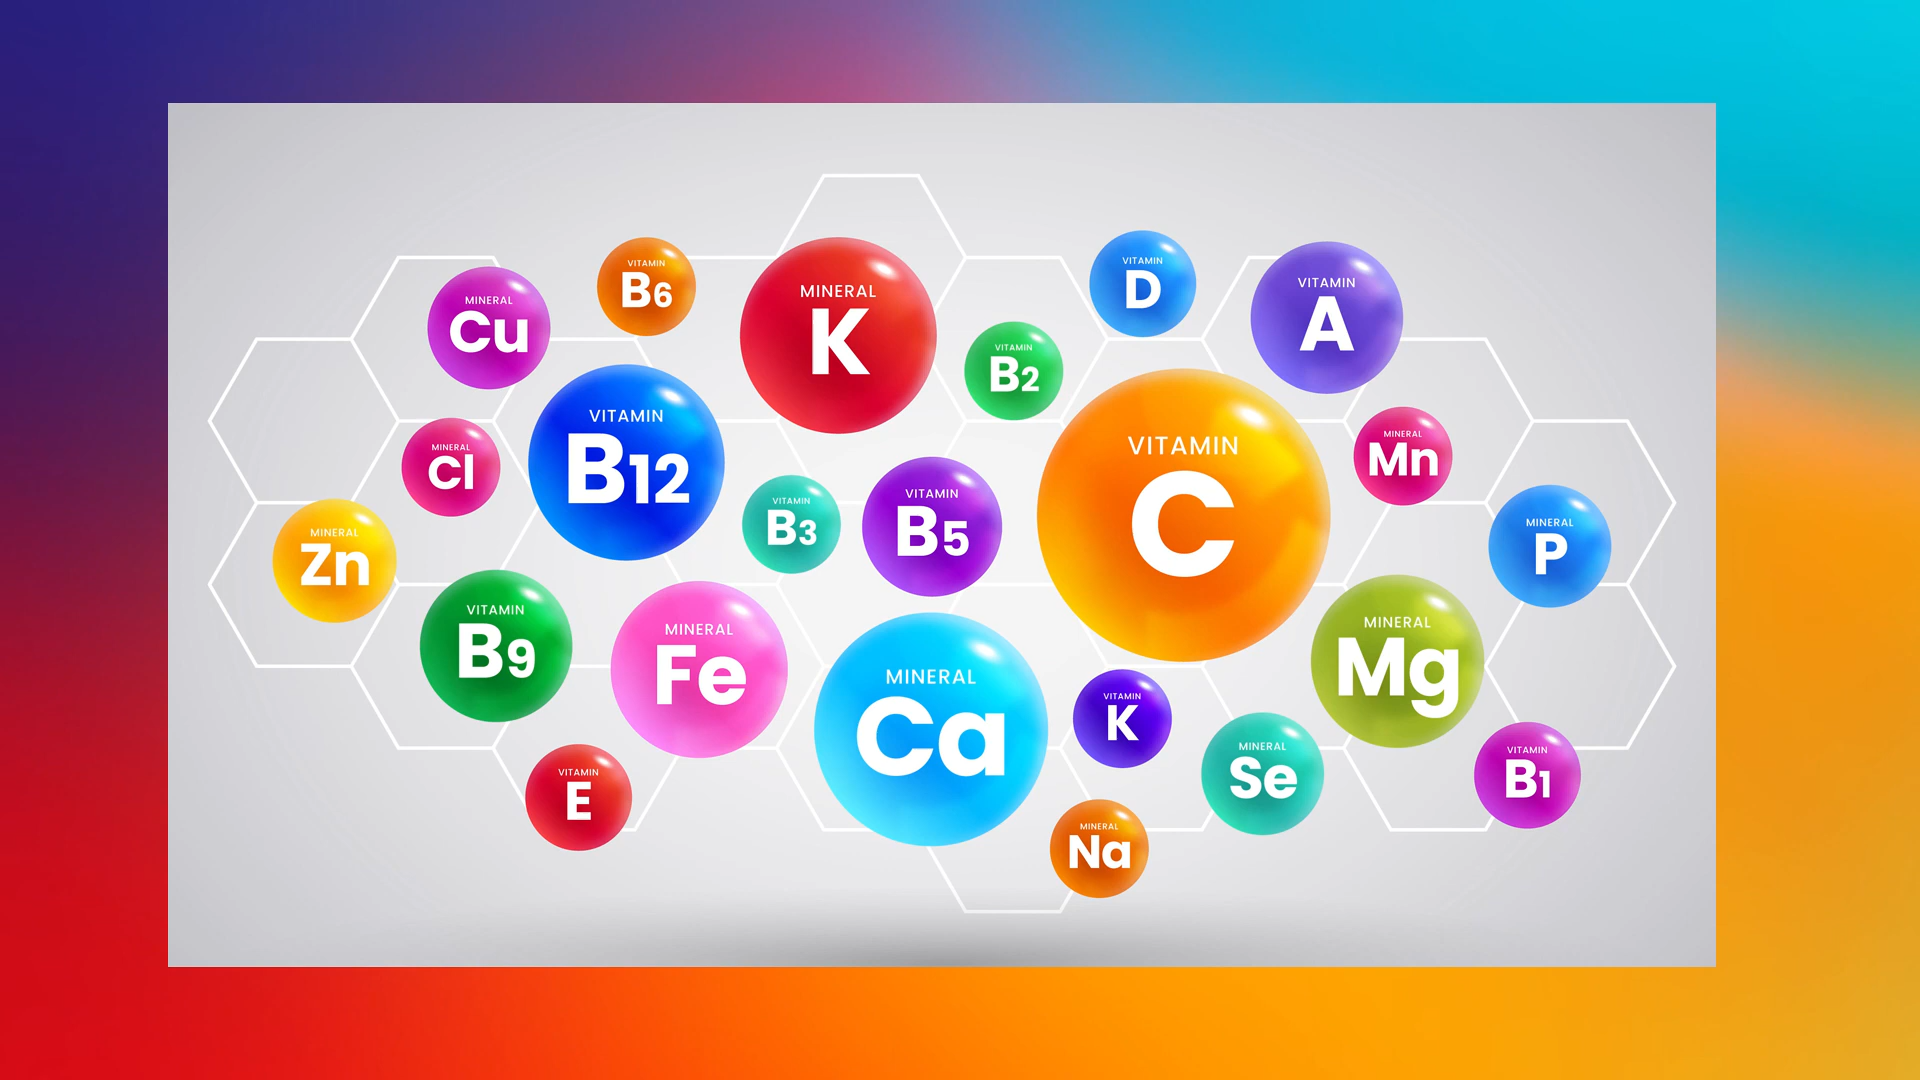 VITAMIN
B6
MINERAL
K
VITAMIN
D
VITAMIN
A
MINERAL
Cu
VITAMIN
B2
VITAMIN
B12
VITAMIN
C
MINERAL
Mn
MINERAL
Cl
VITAMIN
B3
VITAMIN
B5
MINERAL
P
MINERAL
Zn
VITAMIN
B9
MINERAL
Fe
MINERAL
Ca
VITAMIN
K
MINERAL
Mg
MINERAL
Se
VITAMIN
B1
VITAMIN
E
MINERAL
Na